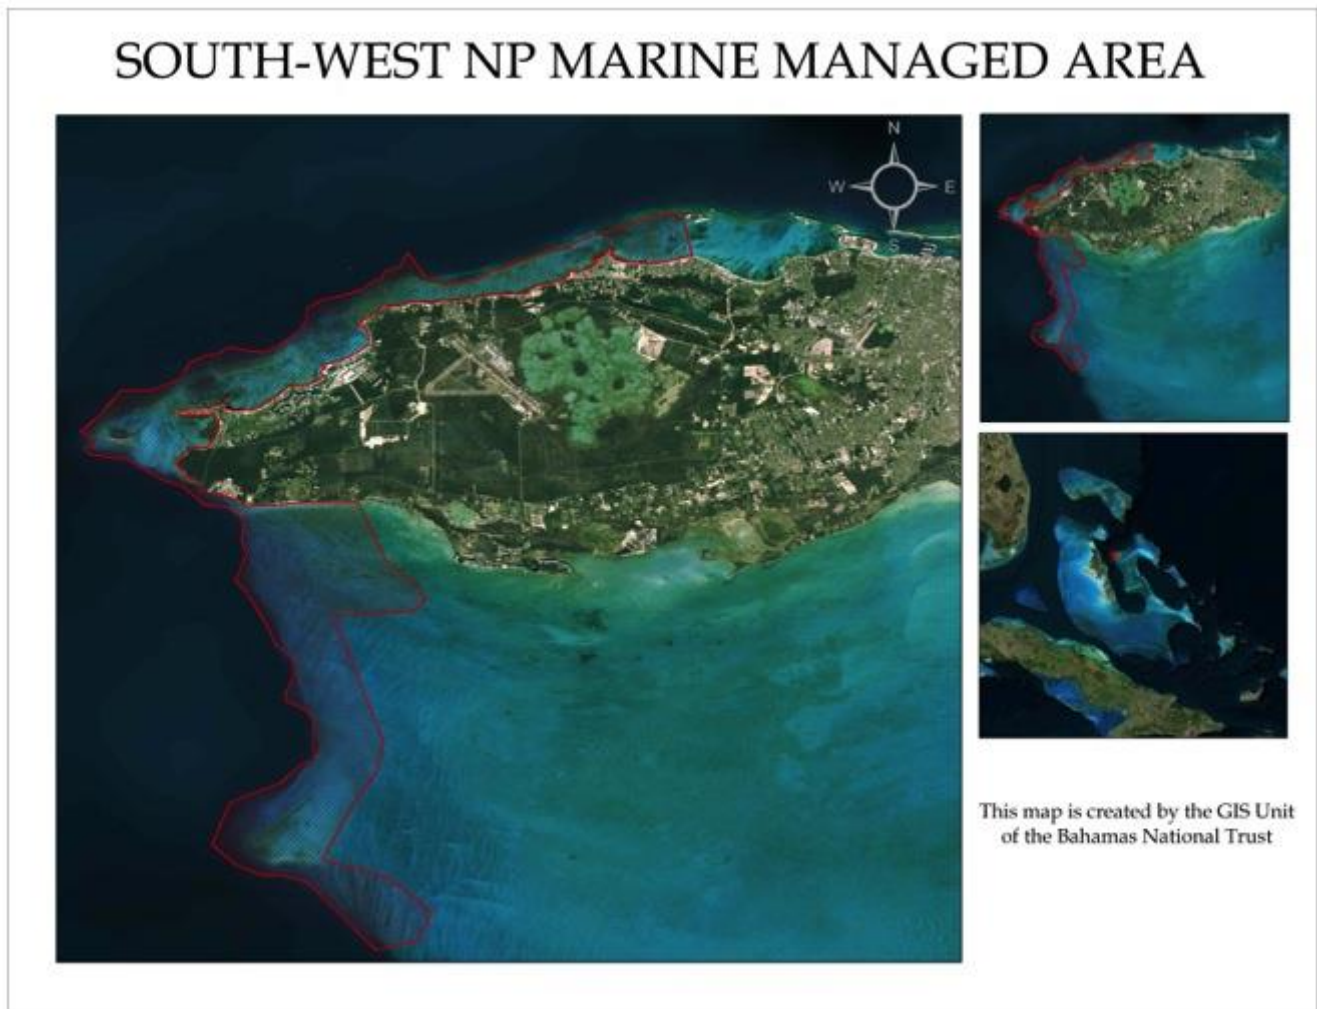 SOUTH-WEST NP MARINE MANAGED AREA
N
W E
S
This map is created by the GIS Unit
of the Bahamas National Trust